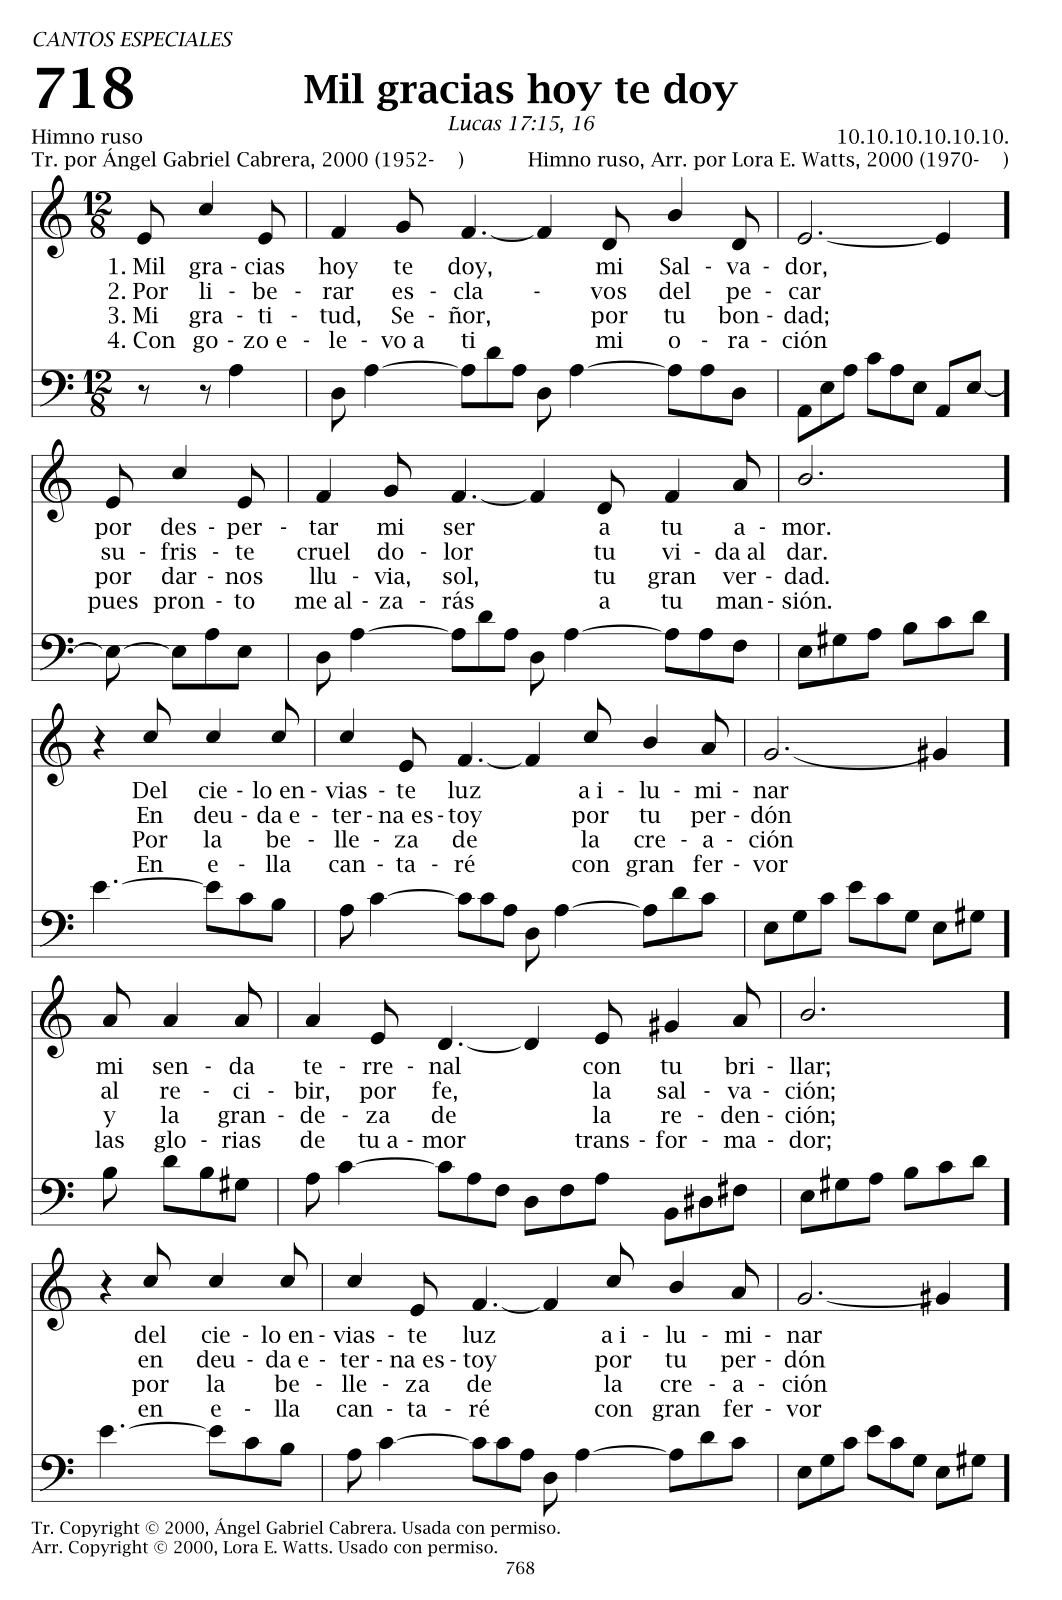 CANTOS ESPECIALES
718
Mil gracias hoy te doy
Lucas 17:15, 16
Himno ruso
10.10.10.10.10.10.
Tr. por Ángel Gabriel Cabrera, 2000 (1952- )
Himno ruso, Arr. por Lora E. Watts, 2000 (1970- )
12
8
1. Mil gra - cias hoy te doy, mi Sal - va - dor,
2. Por li - be - rar es - cla - vos del pe - car
3. Mi gra - ti - tud, Se - ñor, por tu bon - dad;
4. Con go - zo e - le - vo a ti mi o - ra - ción
12
8
por des - per - tar mi ser a tu a - mor.
su - fris - te cruel do - lor tu vi - da al dar.
por dar - nos llu - via, sol, tu gran ver - dad.
pues pron - to me al - za - rás a tu man - sión.
Del cie - lo en - vias - te luz a i - lu - mi - nar
En deu - da e - ter - na es - toy por tu per - dón
Por la be - lle - za de la cre - a - ción
En e - lla can - ta - ré con gran fer - vor
mi sen - da te - rre - nal con tu bri - llar;
al re - ci - bir, por fe, la sal - va - ción;
y la gran - de - za de la re - den - ción;
las glo - rias de tu a - mor trans - for - ma - dor;
del cie - lo en - vias - te luz a i - lu - mi - nar
en deu - da e - ter - na es - toy por tu per - dón
por la be - lle - za de la cre - a - ción
en e - lla can - ta - ré con gran fer - vor
Tr. Copyright © 2000, Ángel Gabriel Cabrera. Usada con permiso.
Arr. Copyright © 2000, Lora E. Watts. Usado con permiso.
768